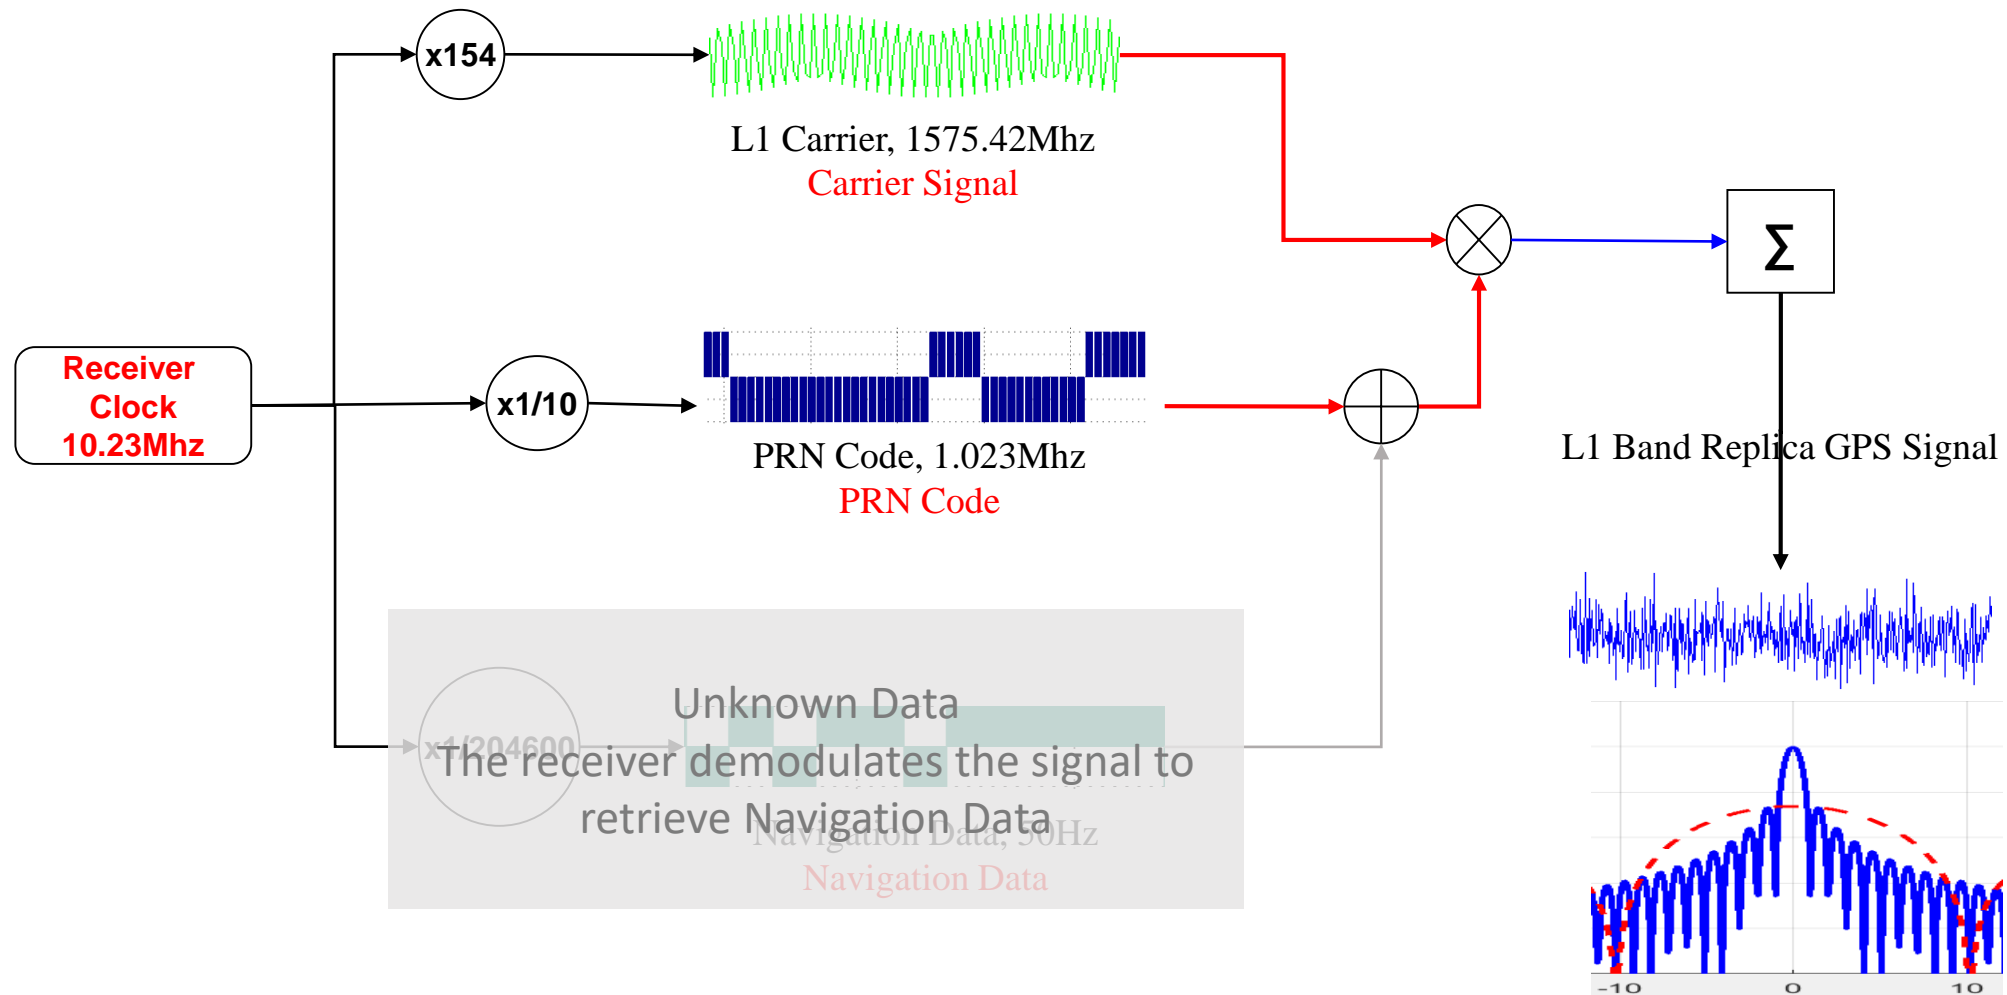 x154
L1 Carrier, 1575.42Mhz
Carrier Signal
Σ
Receiver
Clock
10.23Mhz
x1/10
PRN Code, 1.023Mhz
PRN Code
L1 Band Replica GPS Signal
Unknown Data
x1/204600
The receiver demodulates the signal to
retrieve Navigation Data
Navigation Data, 50Hz
Navigation Data
-10 0 10